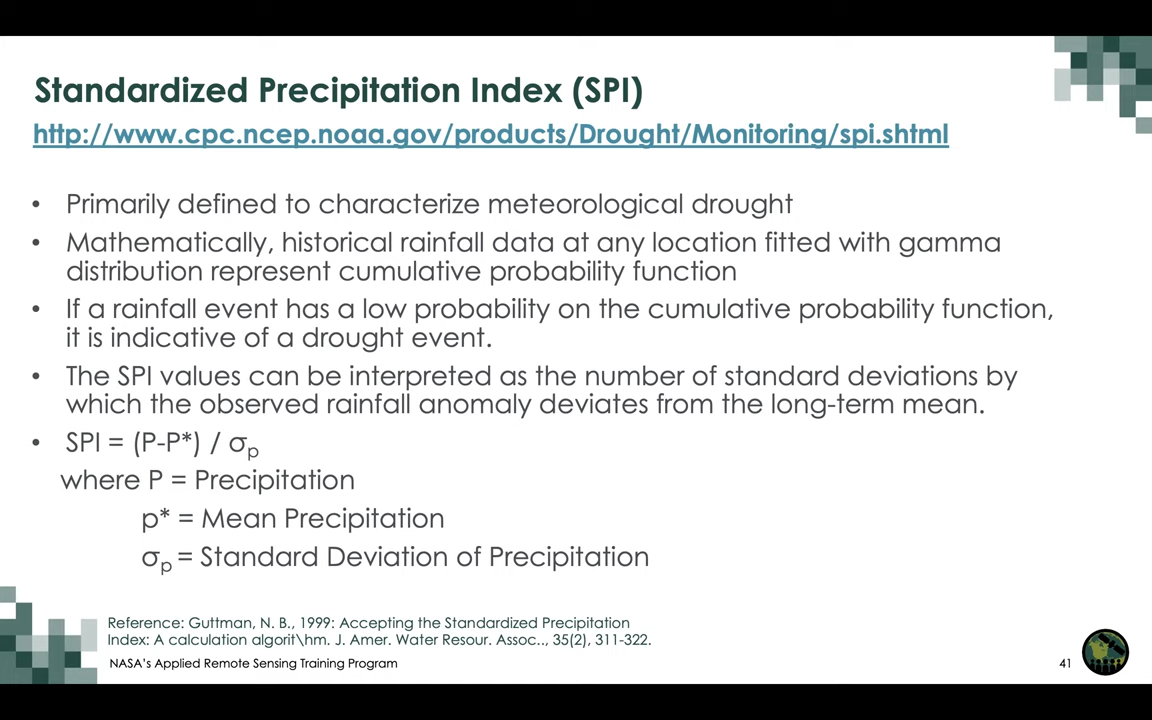 Standardized Precipitation Index (SPI)
http://www.cpc.ncep.noaa.gov/products/Drought/Monitoring/spi.shtml
• Primarily defined to characterize meteorological drought
• Mathematically, historical rainfall data at any location fitted with gamma
distribution represent cumulative probability function
• If a rainfall event has a low probability on the cumulative probability function,
it is indicative of a drought event.
• The SPI values can be interpreted as the number of standard deviations by
which the observed rainfall anomaly deviates from the long-term mean.
• SPI = (P-P*) / σp
where P = Precipitation
p* = Mean Precipitation
σp = Standard Deviation of Precipitation
Reference: Guttman, N. B., 1999: Accepting the Standardized Precipitation
Index: A calculation algorit\hm. J. Amer. Water Resour. Assoc.., 35(2), 311-322.
NASA's Applied Remote Sensing Training Program
41